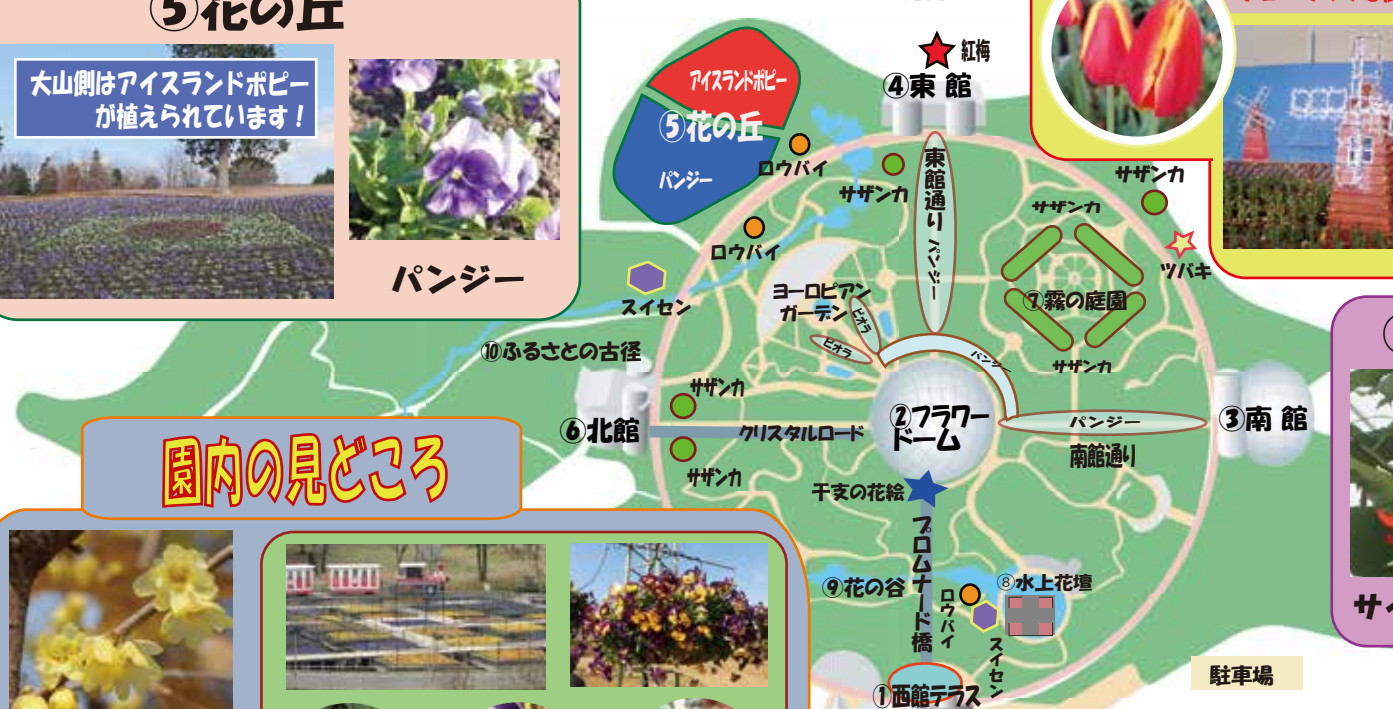 ⑤花の丘
大山側はアイスランドポピー
が植えられています！
パンジー
アイスランドポピー
⑤花の丘
パンジー
ロウバイ
ロウバイ
スイセン
紅梅
④東 館
サザンカ
東館通り パンジー
サザンカ
サザンカ
ツバキ
⑦霧の庭園
サザンカ
ヨーロピアン
ガーデン
ビオラ
ビオラ
パンジー
⑩ふるさとの古径
サザンカ
⑥北館
クリスタルロード
サザンカ
②フラワー
ドーム
パンジー
南館通り
③南 館
園内の見どころ
干支の花絵
プロムナード橋
⑨花の谷
ロウバイ
スイセン
⑧水上花壇
①西館テラス
駐車場